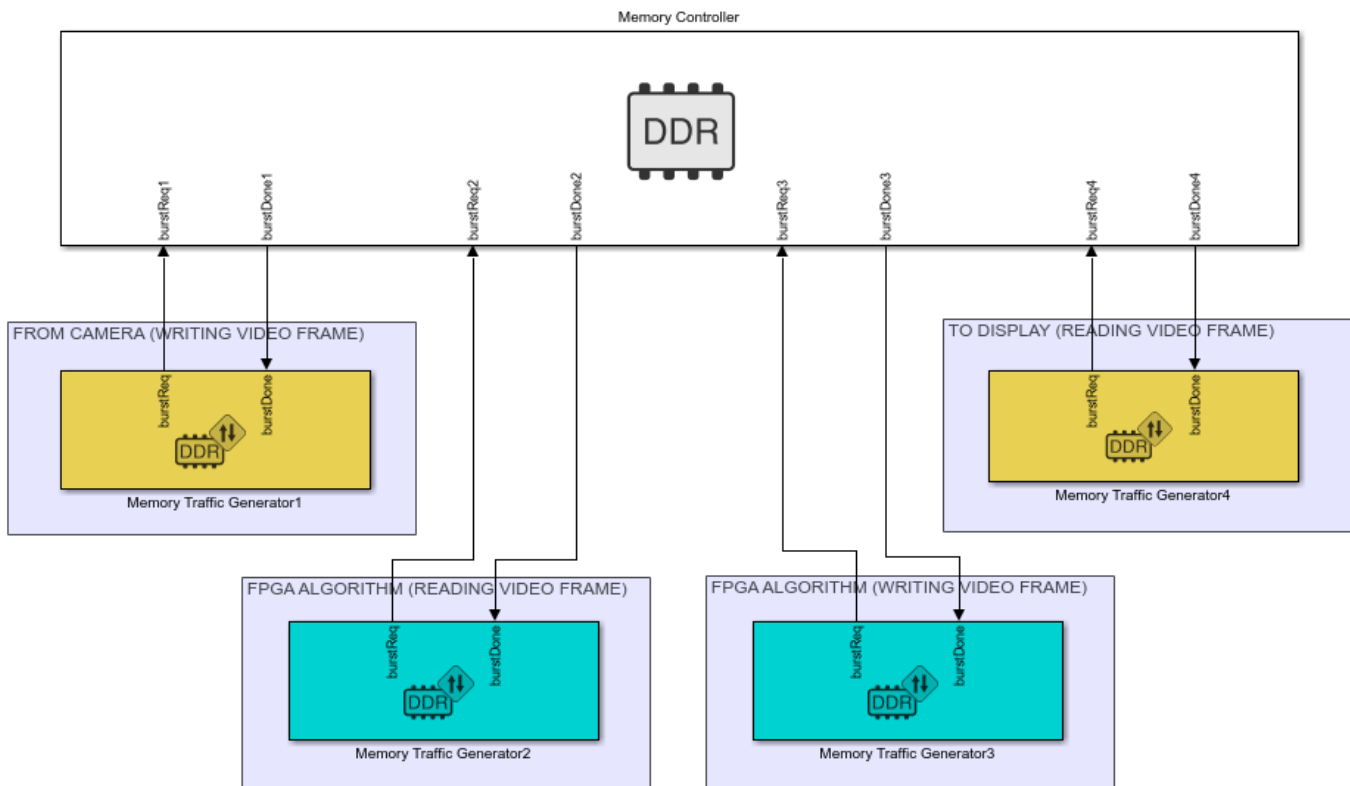 Memory Controller
DDR
burstReq1
burstDone1
burstReq2
burstDone2
burstReq3
burstDone3
burstReq4
burstDone4
FROM CAMERA (WRITING VIDEO FRAME)
burstReq
burstDone
DDR
Memory Traffic Generator1
TO DISPLAY (READING VIDEO FRAME)
burstReq
burstDone
DDR
Memory Traffic Generator4
FPGA ALGORITHM (READING VIDEO FRAME)
burstReq
burstDone
DDR
Memory Traffic Generator2
FPGA ALGORITHM (WRITING VIDEO FRAME)
burstReq
burstDone
DDR
Memory Traffic Generator3